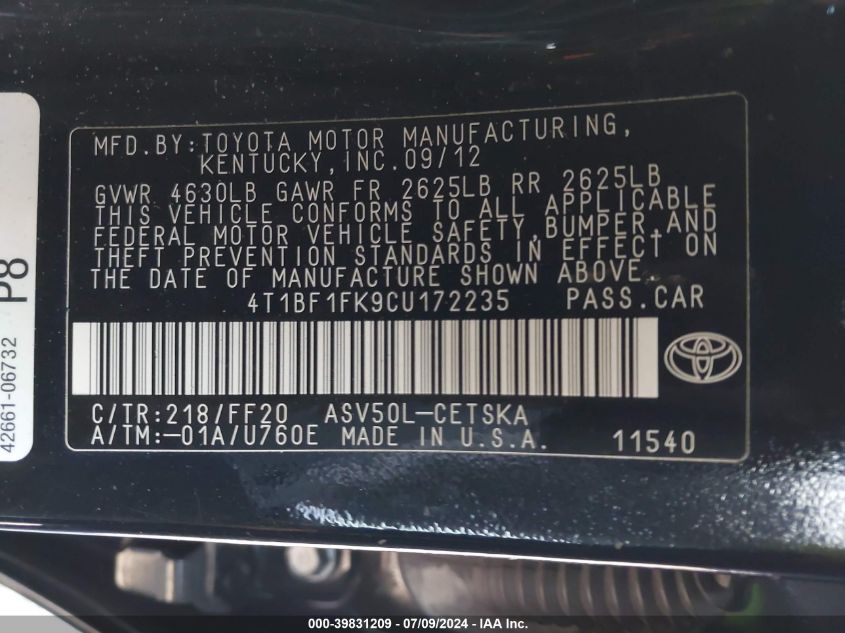 MFD.BY:TOYOTA MOTOR MANUFACTURING,
KENTUCKY,INC.09/12
GVWR 4630LB GAWR FR 2625LB RR 2625LB
THIS VEHICLE CONFORMS TO ALL APPLICABLE
FEDERAL MOTOR VEHICLE SAFETY,BUMPER,AND
THEFT PREVENTION STANDARDS IN EFFECT ON
THE DATE OF MANUFACTURE SHOWN ABOVE.
4T1BF1FK9CU172235 PASS.CAR
C/TR:218/FF20 ASV50L-CETSKA
A/TM:-01A/U760E MADE IN U.S.A. 11540
42661-06732
P8
000-39831209 | 07/09/2024 | IAAI, Inc.